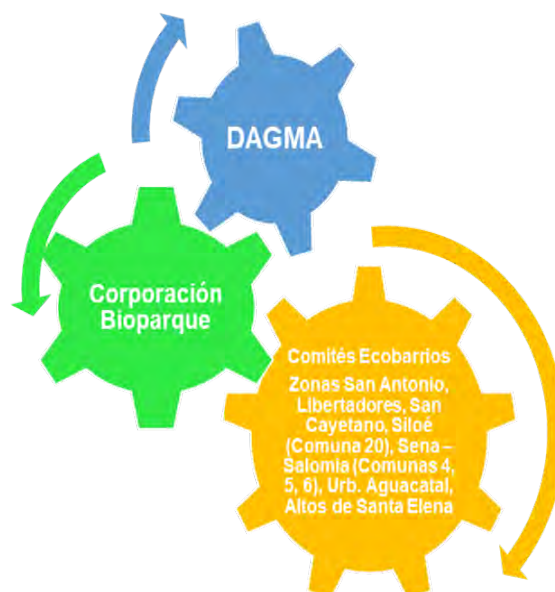 DAGMA
Corporación
Bioparque
Comités Ecobarrios
Zonas San Antonio,
Libertadores, San
Cayetano, Siloé
(Comuna 20), Sena –
Salomia (Comunas 4,
5, 6), Urb. Aguacatal,
Altos de Santa Elena